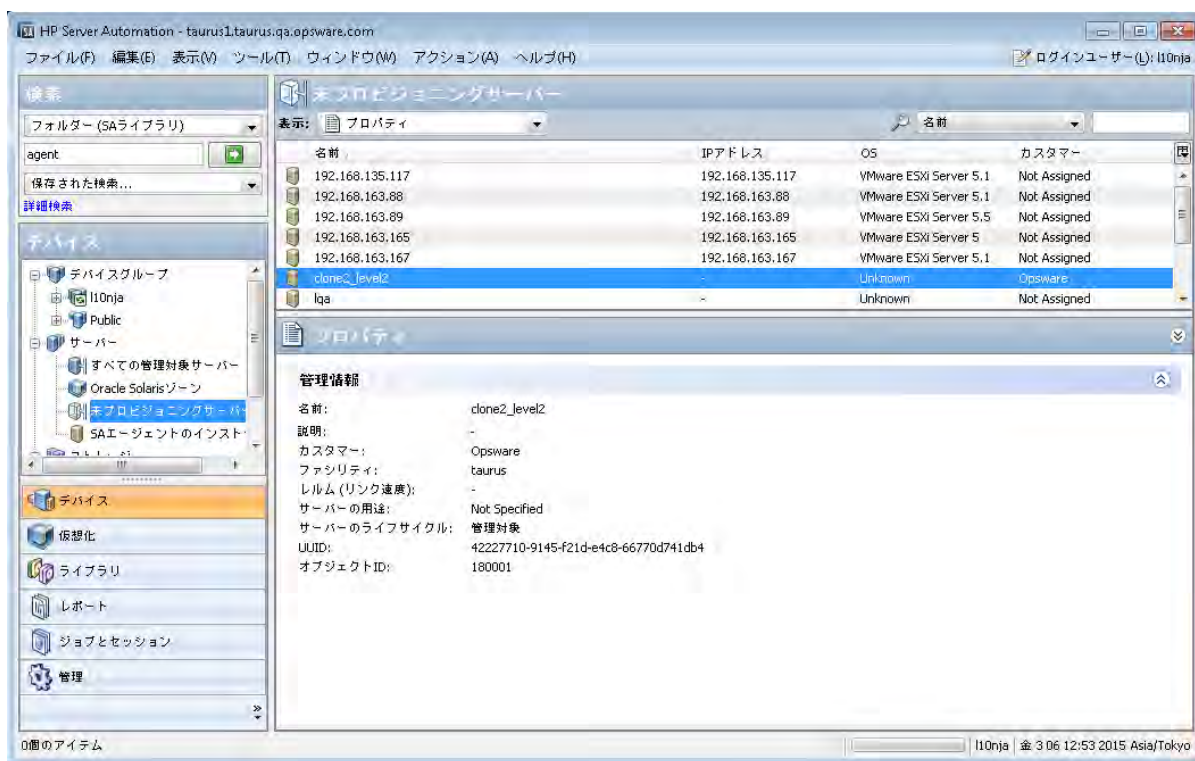 HP Server Automation - taurus1.taurus.qa.opsware.com
ファイル(F) 編集(E) 表示(V) ツール(T) ウィンドウ(W) アクション(A) ヘルプ(H) ログインユーザー(L): l10nja
検索
フォルダー (SAライブラリ)
agent
保存された検索...
詳細検索
デバイス
デバイスグループ
l10nja
Public
サーバー
すべての管理対象サーバー
Oracle Solarisゾーン
未プロビジョニングサーバー
SAエージェントのインスト
デバイス
仮想化
ライブラリ
レポート
ジョブとセッション
管理
未プロビジョニングサーバー
表示: プロパティ 名前
名前 IPアドレス OS カスタマー
192.168.135.117 192.168.135.117 VMware ESXi Server 5.1 Not Assigned
192.168.163.88 192.168.163.88 VMware ESXi Server 5.1 Not Assigned
192.168.163.89 192.168.163.89 VMware ESXi Server 5.5 Not Assigned
192.168.163.165 192.168.163.165 VMware ESXi Server 5 Not Assigned
192.168.163.167 192.168.163.167 VMware ESXi Server 5.1 Not Assigned
clone2_level2 - Unknown Opsware
lqa - Unknown Not Assigned
プロパティ
管理情報
名前: clone2_level2
説明: -
カスタマー: Opsware
ファシリティ: taurus
レルム (リンク速度): -
サーバーの用途: Not Specified
サーバーのライフサイクル: 管理対象
UUID: 42227710-9145-f21d-e4c8-66770d741db4
オブジェクトID: 180001
0個のアイテム l10nja 金 3 06 12:53 2015 Asia/Tokyo